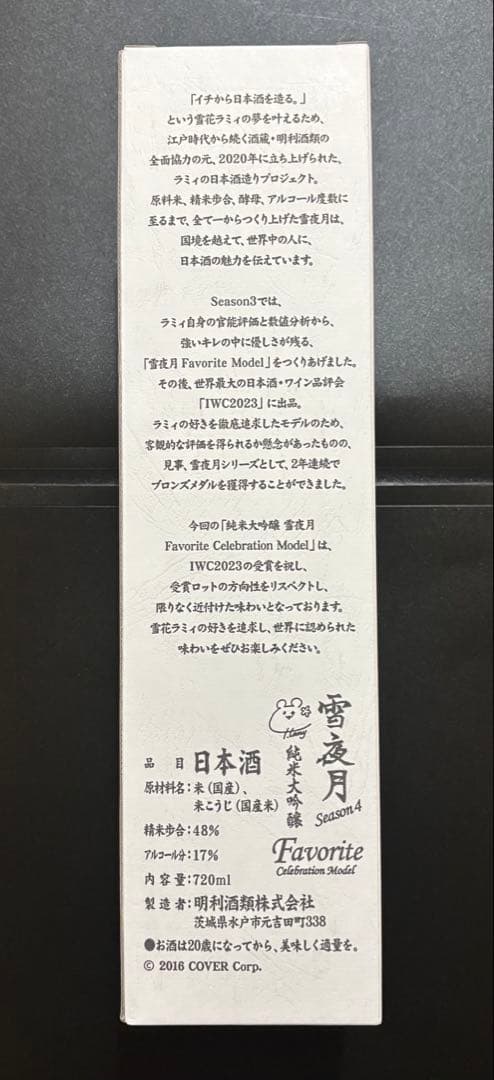 「イチから日本酒を造る。」
という雪花ラミィの夢を叶えるため、
江戸時代から続く酒蔵・明利酒類の
全面協力の元、2020年に立ち上げられた、
ラミィの日本酒造りプロジェクト。
原料米、精米歩合、酵母、アルコール度数に
至るまで、全て一からつくり上げた雪夜月は、
国境を越えて、世界中の人に、
日本酒の魅力を伝えています。
Season3では、
ラミィ自身の官能評価と数値分析から、
強いキレの中に優しさが残る、
「雪夜月 Favorite Model」をつくりあげました。
その後、世界最大の日本酒・ワイン品評会
「IWC2023」に出品。
ラミィの好きを徹底追求したモデルのため、
客観的な評価を得られるか懸念があったものの、
見事、雪夜月シリーズとして、2年連続で
ブロンズメダルを獲得することができました。
今回の「純米大吟醸 雪夜月
Favorite Celebration Model」は、
IWC2023の受賞を祝し、
受賞ロットの方向性をリスペクトし、
限りなく近付けた味わいとなっております。
雪花ラミィの好きを追求し、世界に認められた
味わいをぜひお楽しみください。
雪夜月
純米大吟醸
Season4
Favorite
Celebration Model
品目 日本酒
原材料名:米(国産)、
米こうじ(国産米)
精米歩合:48%
アルコール分:17%
内容量:720ml
製造者:明利酒類株式会社
茨城県水戸市元吉田町338
●お酒は20歳になってから、美味しく適量を。
© 2016 COVER Corp.